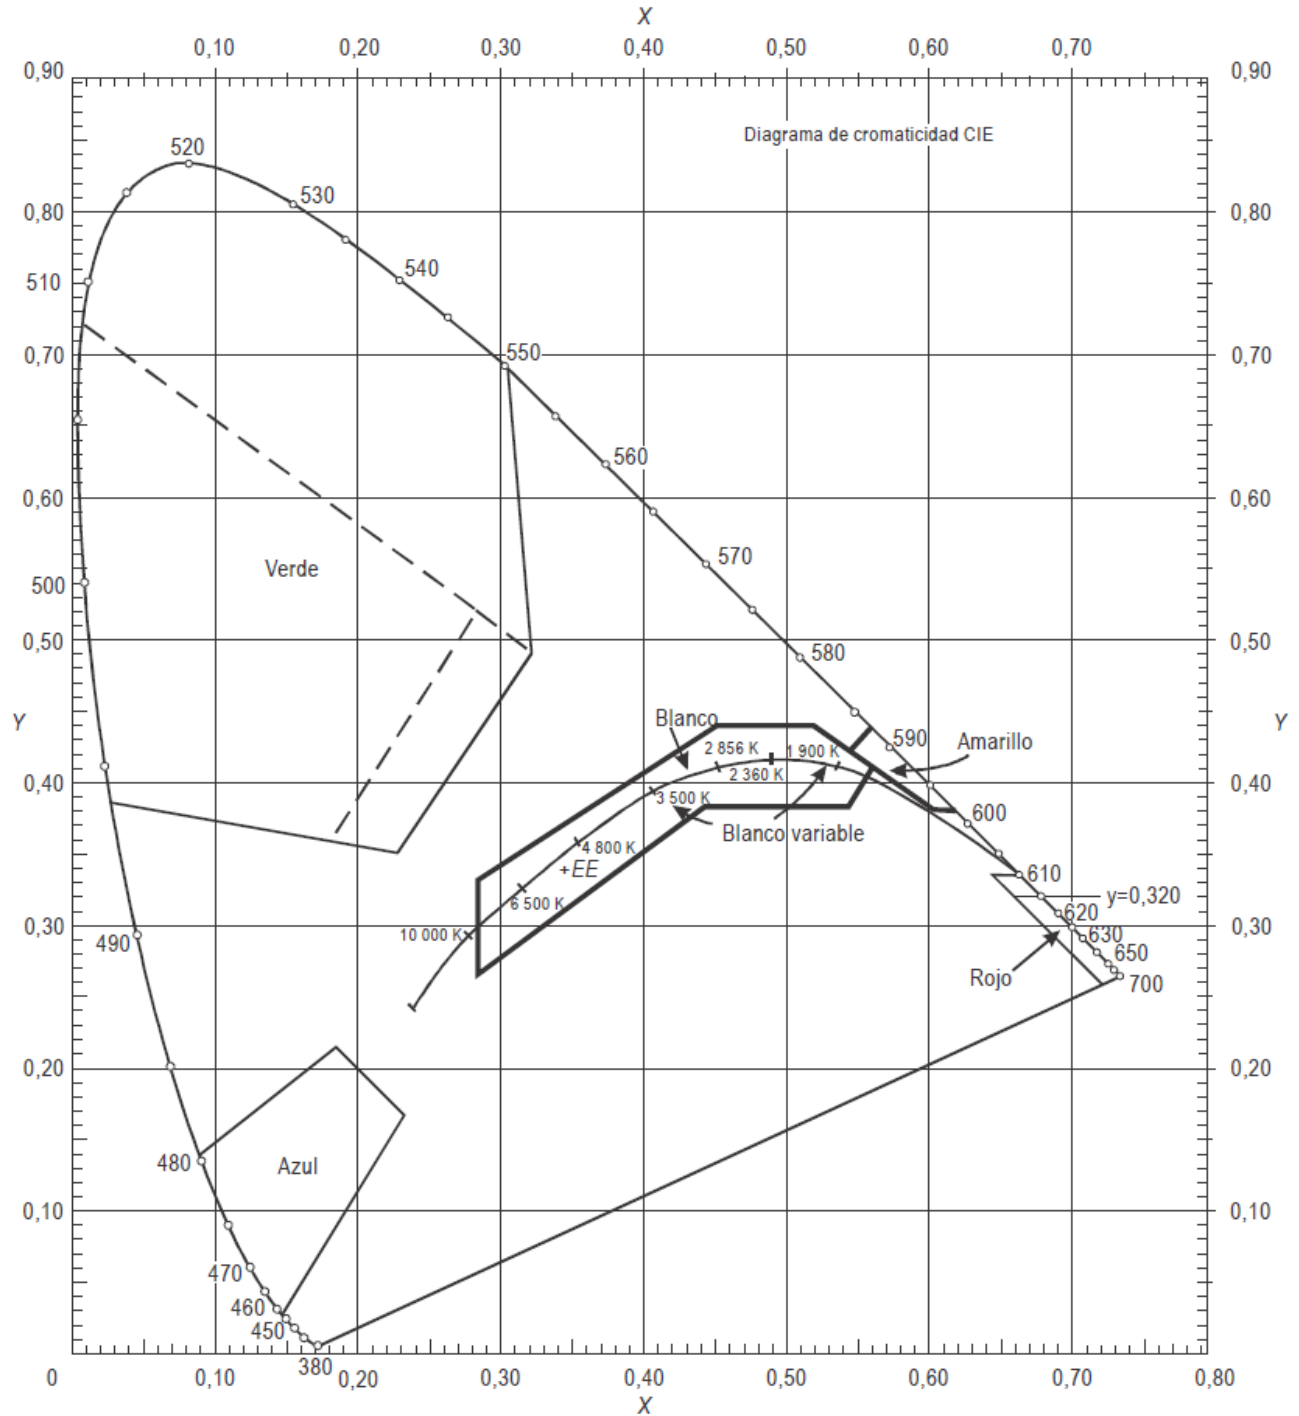 X
0,10 0,20 0,30 0,40 0,50 0,60 0,70
0,90 0,90
Diagrama de cromaticidad CIE
520
530
0,80 0,80
540
510
550
0,70 0,70
560
0,60 0,60
570
Verde
500
0,50 0,50
580
Y Blanco Y
590 Amarillo
2 856 K 1 900 K
2 360 K
0,40 0,40
3 500 K
600
Blanco variable
4 800 K
+EE
610
y=0,320
6 500 K
620
0,30 0,30
10 000 K
630
490
650
Rojo
700
0,20 0,20
480 Azul
0,10 0,10
470
460
450
380
0 0,10 0,20 0,30 0,40 0,50 0,60 0,70 0,80
X